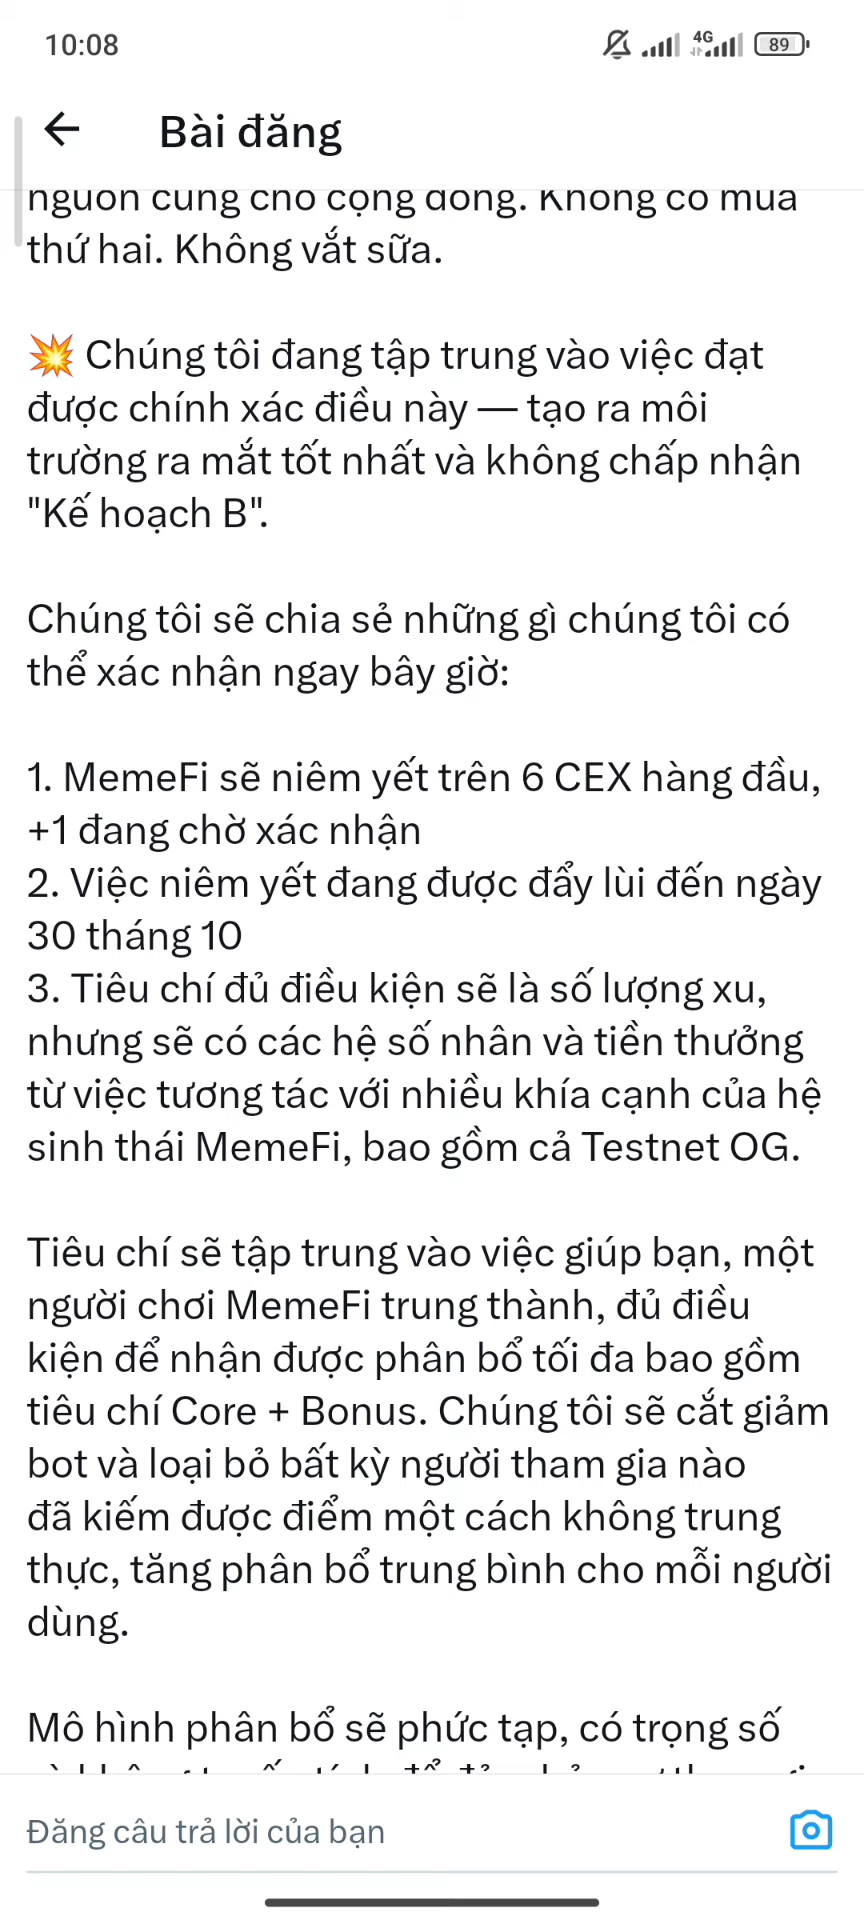 10:08
4G
89
Bài đăng
nguồn cung cho cộng đồng. Không có mùa
thứ hai. Không vắt sữa.
💥 Chúng tôi đang tập trung vào việc đạt
được chính xác điều này — tạo ra môi
trường ra mắt tốt nhất và không chấp nhận
"Kế hoạch B".
Chúng tôi sẽ chia sẻ những gì chúng tôi có
thể xác nhận ngay bây giờ:
1. MemeFi sẽ niêm yết trên 6 CEX hàng đầu,
+1 đang chờ xác nhận
2. Việc niêm yết đang được đẩy lùi đến ngày
30 tháng 10
3. Tiêu chí đủ điều kiện sẽ là số lượng xu,
nhưng sẽ có các hệ số nhân và tiền thưởng
từ việc tương tác với nhiều khía cạnh của hệ
sinh thái MemeFi, bao gồm cả Testnet OG.
Tiêu chí sẽ tập trung vào việc giúp bạn, một
người chơi MemeFi trung thành, đủ điều
kiện để nhận được phân bổ tối đa bao gồm
tiêu chí Core + Bonus. Chúng tôi sẽ cắt giảm
bot và loại bỏ bất kỳ người tham gia nào
đã kiếm được điểm một cách không trung
thực, tăng phân bổ trung bình cho mỗi người
dùng.
Mô hình phân bổ sẽ phức tạp, có trọng số
Đăng câu trả lời của bạn